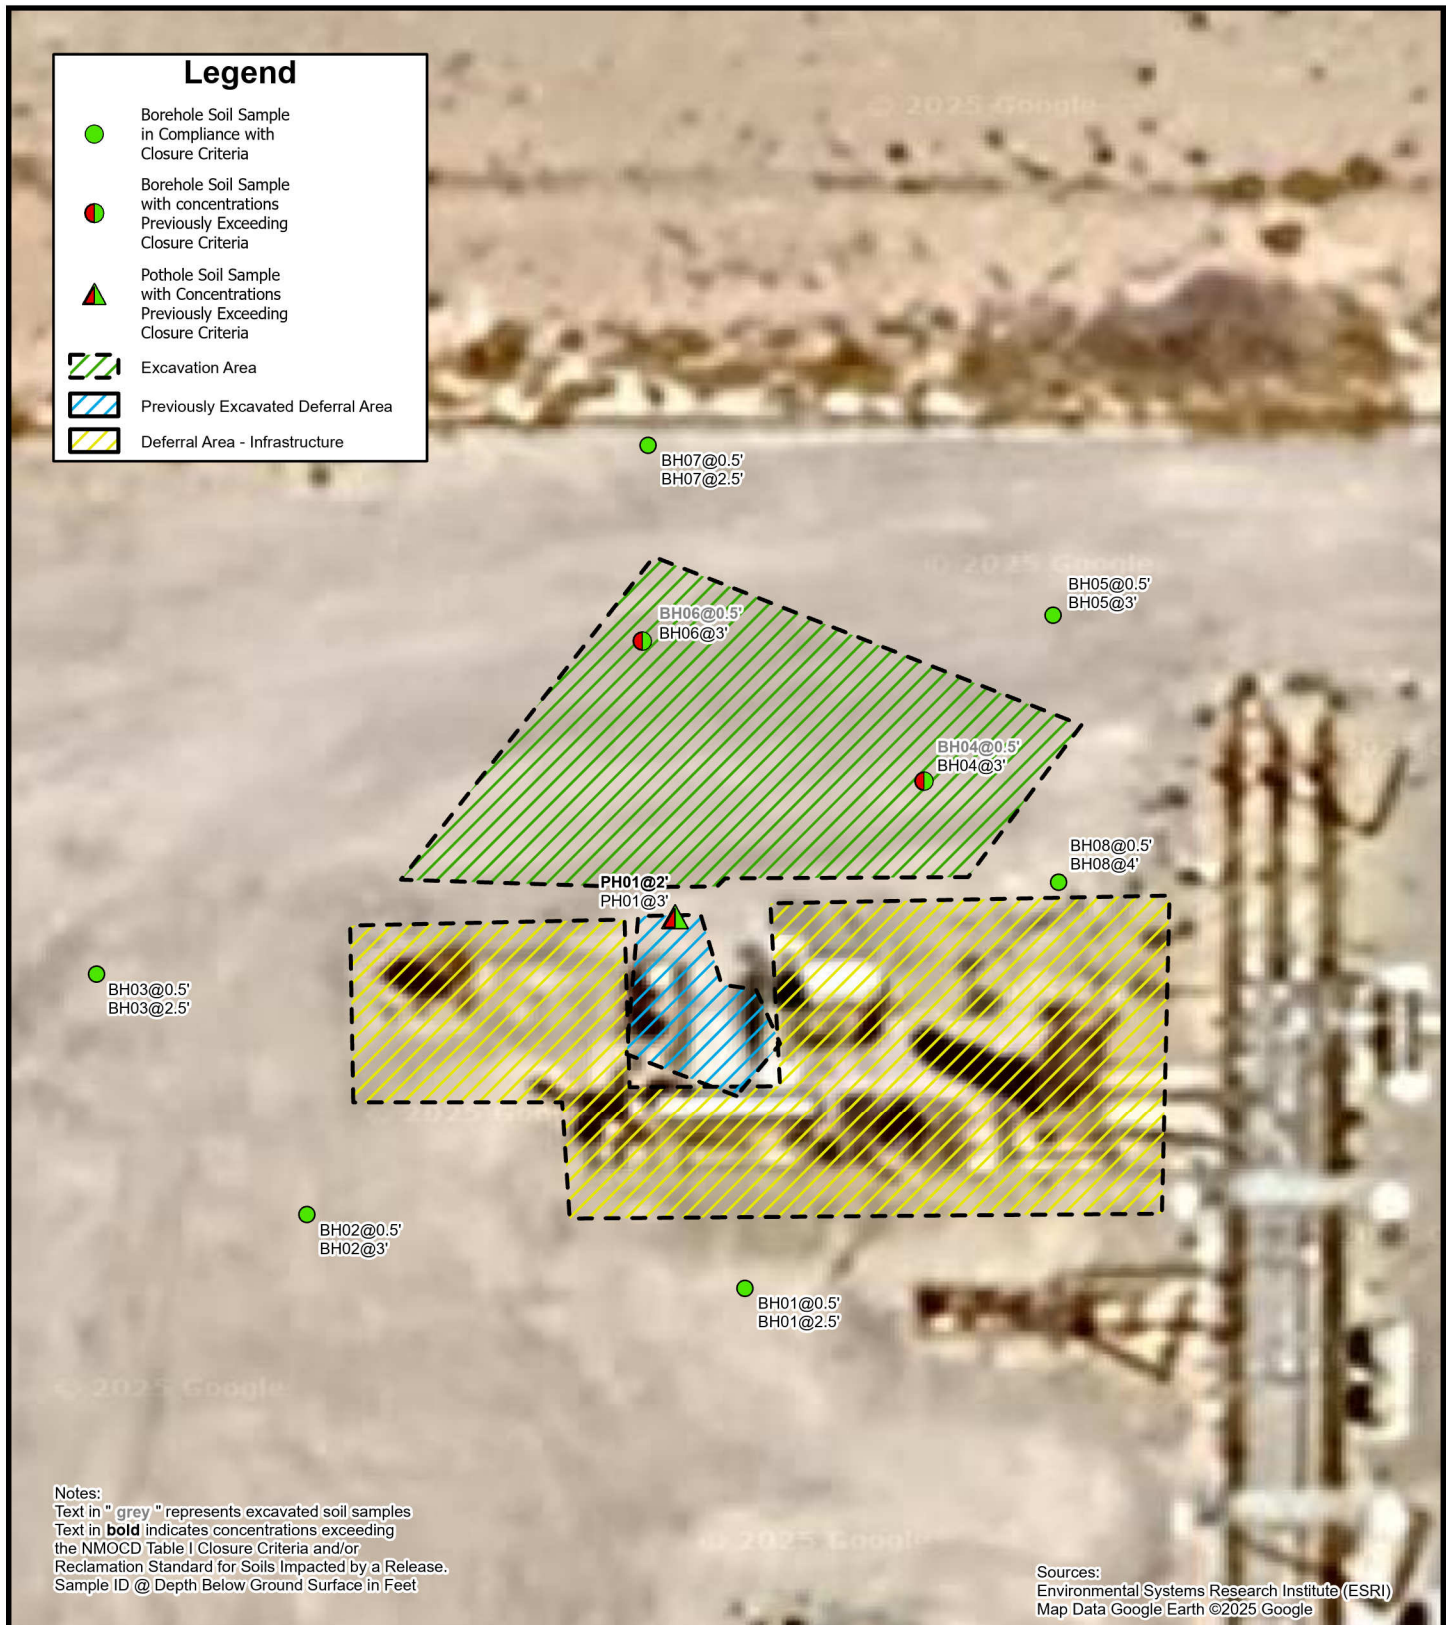 © 2025 Google
Legend
Borehole Soil Sample
in Compliance with
Closure Criteria
Borehole Soil Sample
with concentrations
Previously Exceeding
Closure Criteria
Pothole Soil Sample
with Concentrations
Previously Exceeding
Closure Criteria
Excavation Area
Previously Excavated Deferral Area
Deferral Area - Infrastructure
BH07@0.5'
BH07@2.5'
© 2025 Google
BH05@0.5'
BH05@3'
BH06@0.5'
BH06@3'
BH04@0.5'
BH04@3'
BH08@0.5'
BH08@4'
PH01@2'
PH01@3'
BH03@0.5'
BH03@2.5'
BH02@0.5'
BH02@3'
BH01@0.5'
BH01@2.5'
© 2025 Google
Notes:
Text in " grey " represents excavated soil samples
Text in bold indicates concentrations exceeding
the NMOCD Table I Closure Criteria and/or
Reclamation Standard for Soils Impacted by a Release.
Sample ID @ Depth Below Ground Surface in Feet
© 2025 Google
Sources:
Environmental Systems Research Institute (ESRI)
Map Data Google Earth ©2025 Google